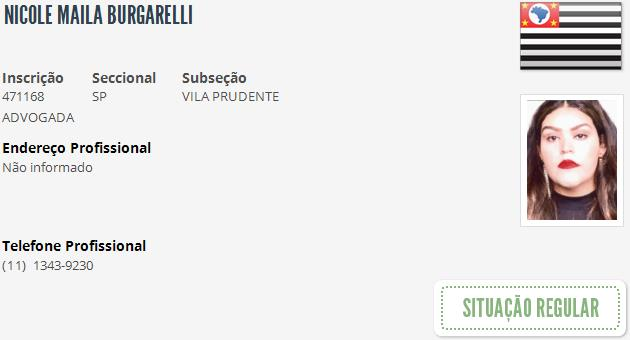 NICOLE MAILA BURGARELLI
Inscrição Seccional Subseção
471168 SP VILA PRUDENTE
ADVOGADA
Endereço Profissional
Não informado
Telefone Profissional
(11) 1343-9230
SITUAÇÃO REGULAR